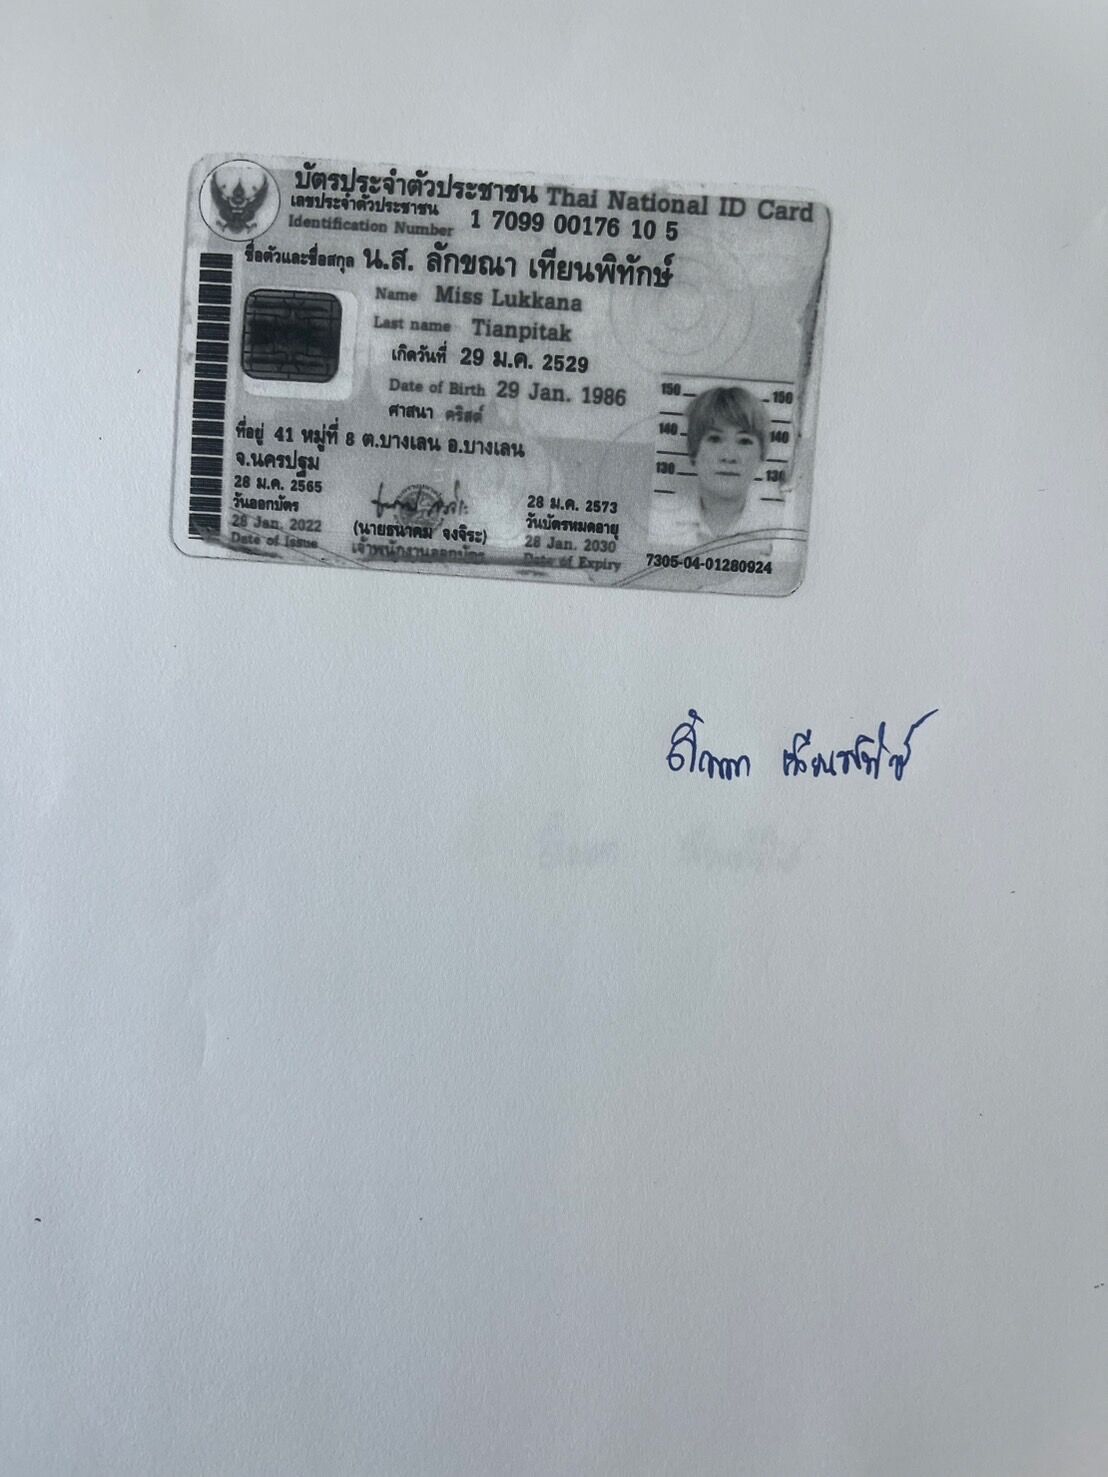 บัตรประจำตัวประชาชน Thai National ID Card
เลขประจำตัวประชาชน
Identification Number 1 7099 00176 10 5
ชื่อตัวและชื่อสกุล น.ส. ลักขณา เทียนพิทักษ์
Name Miss Lukkana
Last name Tianpitak
เกิดวันที่ 29 ม.ค. 2529
Date of Birth 29 Jan. 1986
ศาสนา คริสต์
ที่อยู่ 41 หมู่ที่ 8 ต.บางเลน อ.บางเลน
จ.นครปฐม
28 ม.ค. 2565
วันออกบัตร
28 Jan. 2022
Date of Issue
(นายธนาคม จงจิระ)
เจ้าพนักงานออกบัตร
28 ม.ค. 2573
วันบัตรหมดอายุ
28 Jan. 2030
Date of Expiry
150 150
140 140
130 130
7305-04-01280924